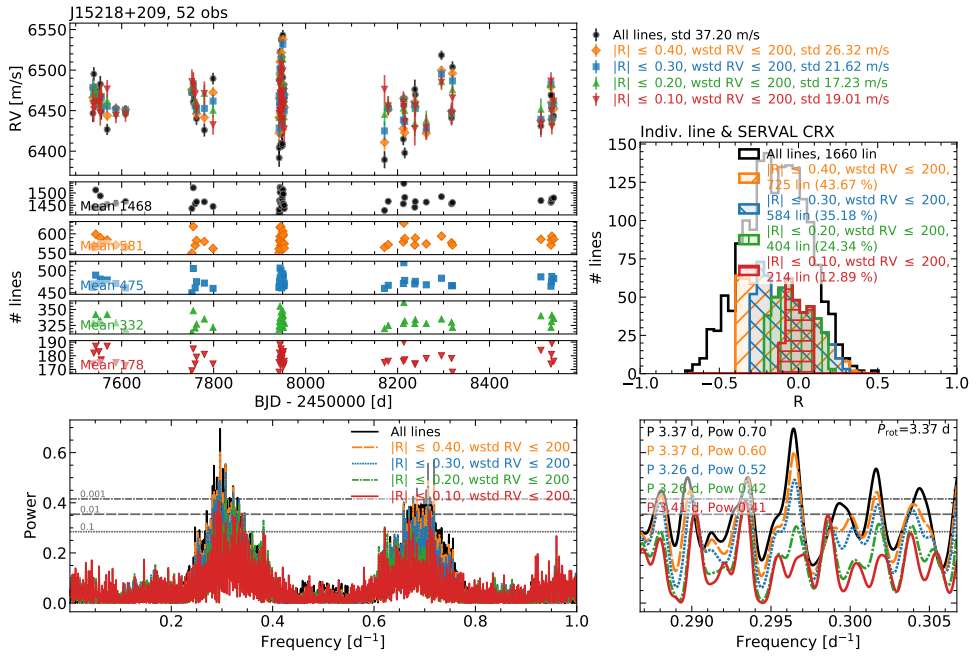 J15218+209, 52 obs
6550
6500
6450
6400
RV [m/s]
All lines, std 37.20 m/s
|R| ≤ 0.40, wstd RV ≤ 200, std 26.32 m/s
|R| ≤ 0.30, wstd RV ≤ 200, std 21.62 m/s
|R| ≤ 0.20, wstd RV ≤ 200, std 17.23 m/s
|R| ≤ 0.10, wstd RV ≤ 200, std 19.01 m/s
1500
1450
Mean 1468
600
550
Mean 581
500
450
Mean 475
350
325
Mean 332
190
180
170
Mean 178
# lines
7600 7800 8000 8200 8400
BJD - 2450000 [d]
Indiv. line & SERVAL CRX
All lines, 1660 lin
|R| ≤ 0.40, wstd RV ≤ 200,
725 lin (43.67 %)
|R| ≤ 0.30, wstd RV ≤ 200,
584 lin (35.18 %)
|R| ≤ 0.20, wstd RV ≤ 200,
404 lin (24.34 %)
|R| ≤ 0.10, wstd RV ≤ 200,
214 lin (12.89 %)
150
125
100
75
50
25
0
# lines
−1.0 −0.5 0.0 0.5 1.0
R
All lines
|R| ≤ 0.40, wstd RV ≤ 200
|R| ≤ 0.30, wstd RV ≤ 200
|R| ≤ 0.20, wstd RV ≤ 200
|R| ≤ 0.10, wstd RV ≤ 200
0.6
0.4
0.2
0.0
Power
0.001
0.01
0.1
0.2 0.4 0.6 0.8 1.0
Frequency [d⁻¹]
P 3.37 d, Pow 0.70
P 3.37 d, Pow 0.60
P 3.26 d, Pow 0.52
P 3.26 d, Pow 0.42
P 3.41 d, Pow 0.41
P_rot=3.37 d
0.290 0.295 0.300 0.305
Frequency [d⁻¹]